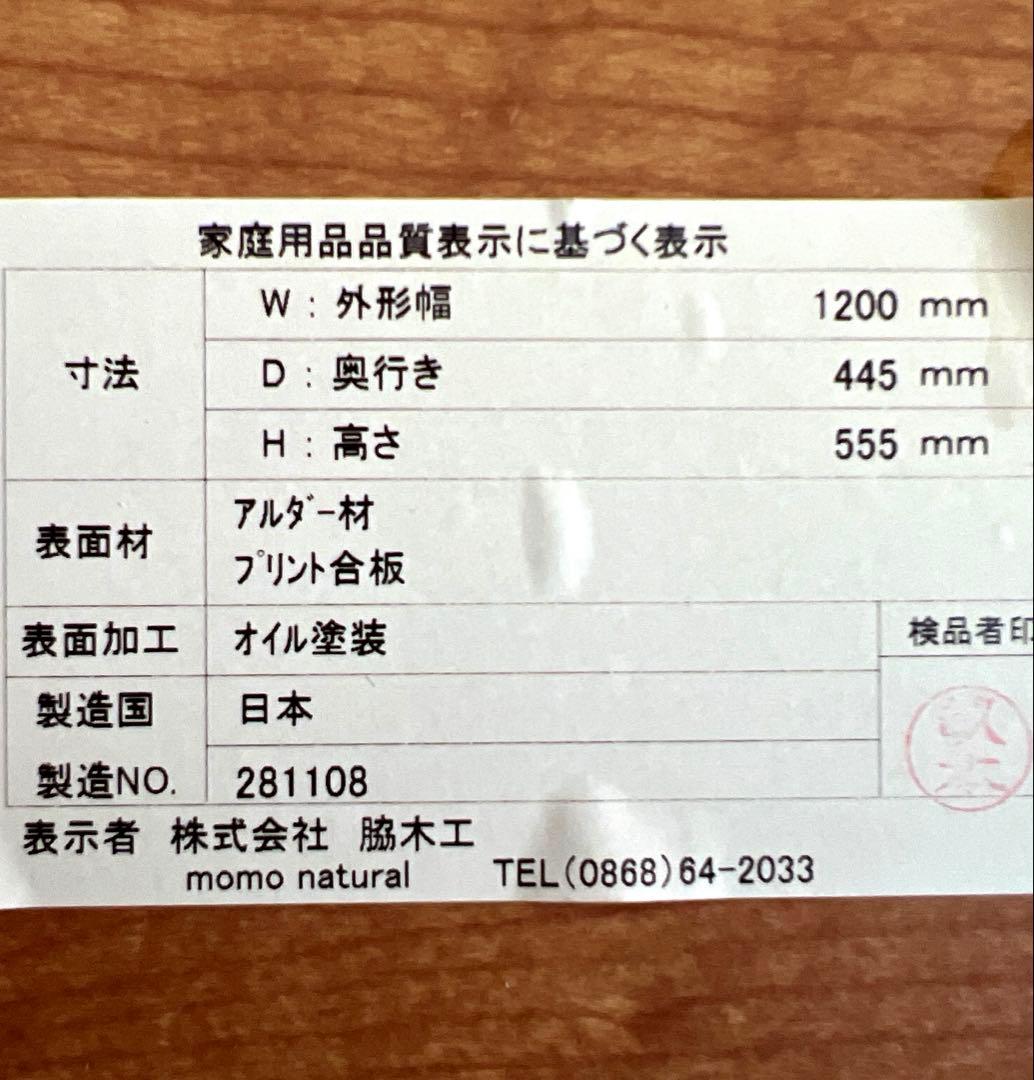 家庭用品品質表示に基づく表示
寸法
W : 外形幅 1200 mm
D : 奥行き 445 mm
H : 高さ 555 mm
表面材
ｱﾙﾀﾞｰ材
ﾌﾟﾘﾝﾄ合板
表面加工 ｵｲﾙ塗装
検品者印
製造国 日本
製造NO. 281108
表示者 株式会社 脇木工
momo natural TEL(0868)64-2033